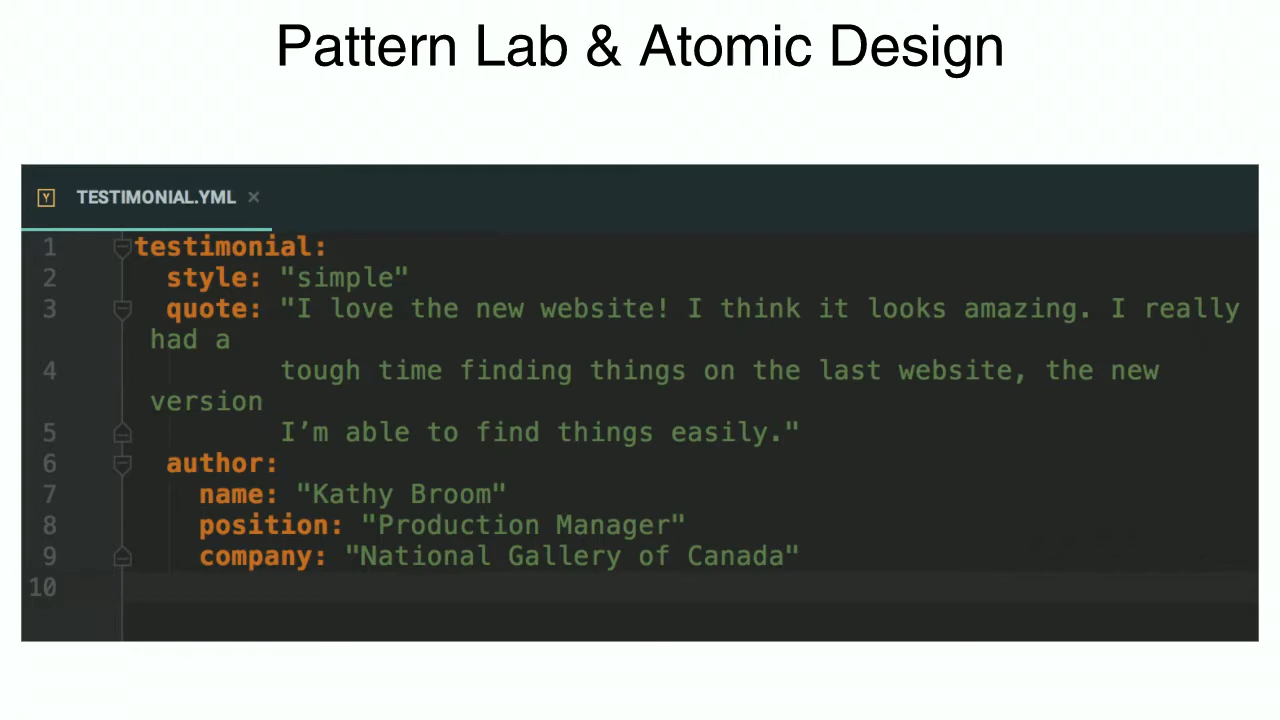 Pattern Lab & Atomic Design
Y TESTIMONIAL.YML ×
1 testimonial:
2 style: "simple"
3 quote: "I love the new website! I think it looks amazing. I really
had a
4 tough time finding things on the last website, the new
version
5 I’m able to find things easily."
6 author:
7 name: "Kathy Broom"
8 position: "Production Manager"
9 company: "National Gallery of Canada"
10